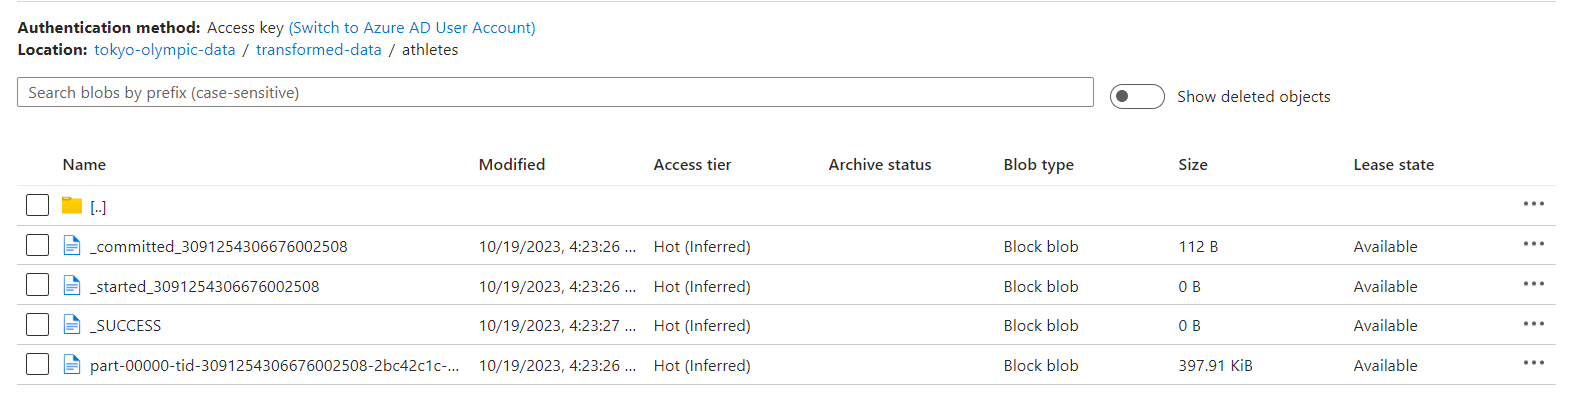 Authentication method: Access key (Switch to Azure AD User Account)
Location: tokyo-olympic-data / transformed-data / athletes
Search blobs by prefix (case-sensitive)
Show deleted objects
Name Modified Access tier Archive status Blob type Size Lease state
[..]
_committed_3091254306676002508 10/19/2023, 4:23:26 ... Hot (Inferred) Block blob 112 B Available
_started_3091254306676002508 10/19/2023, 4:23:26 ... Hot (Inferred) Block blob 0 B Available
_SUCCESS 10/19/2023, 4:23:27 ... Hot (Inferred) Block blob 0 B Available
part-00000-tid-3091254306676002508-2bc42c1c-... 10/19/2023, 4:23:26 ... Hot (Inferred) Block blob 397.91 KiB Available